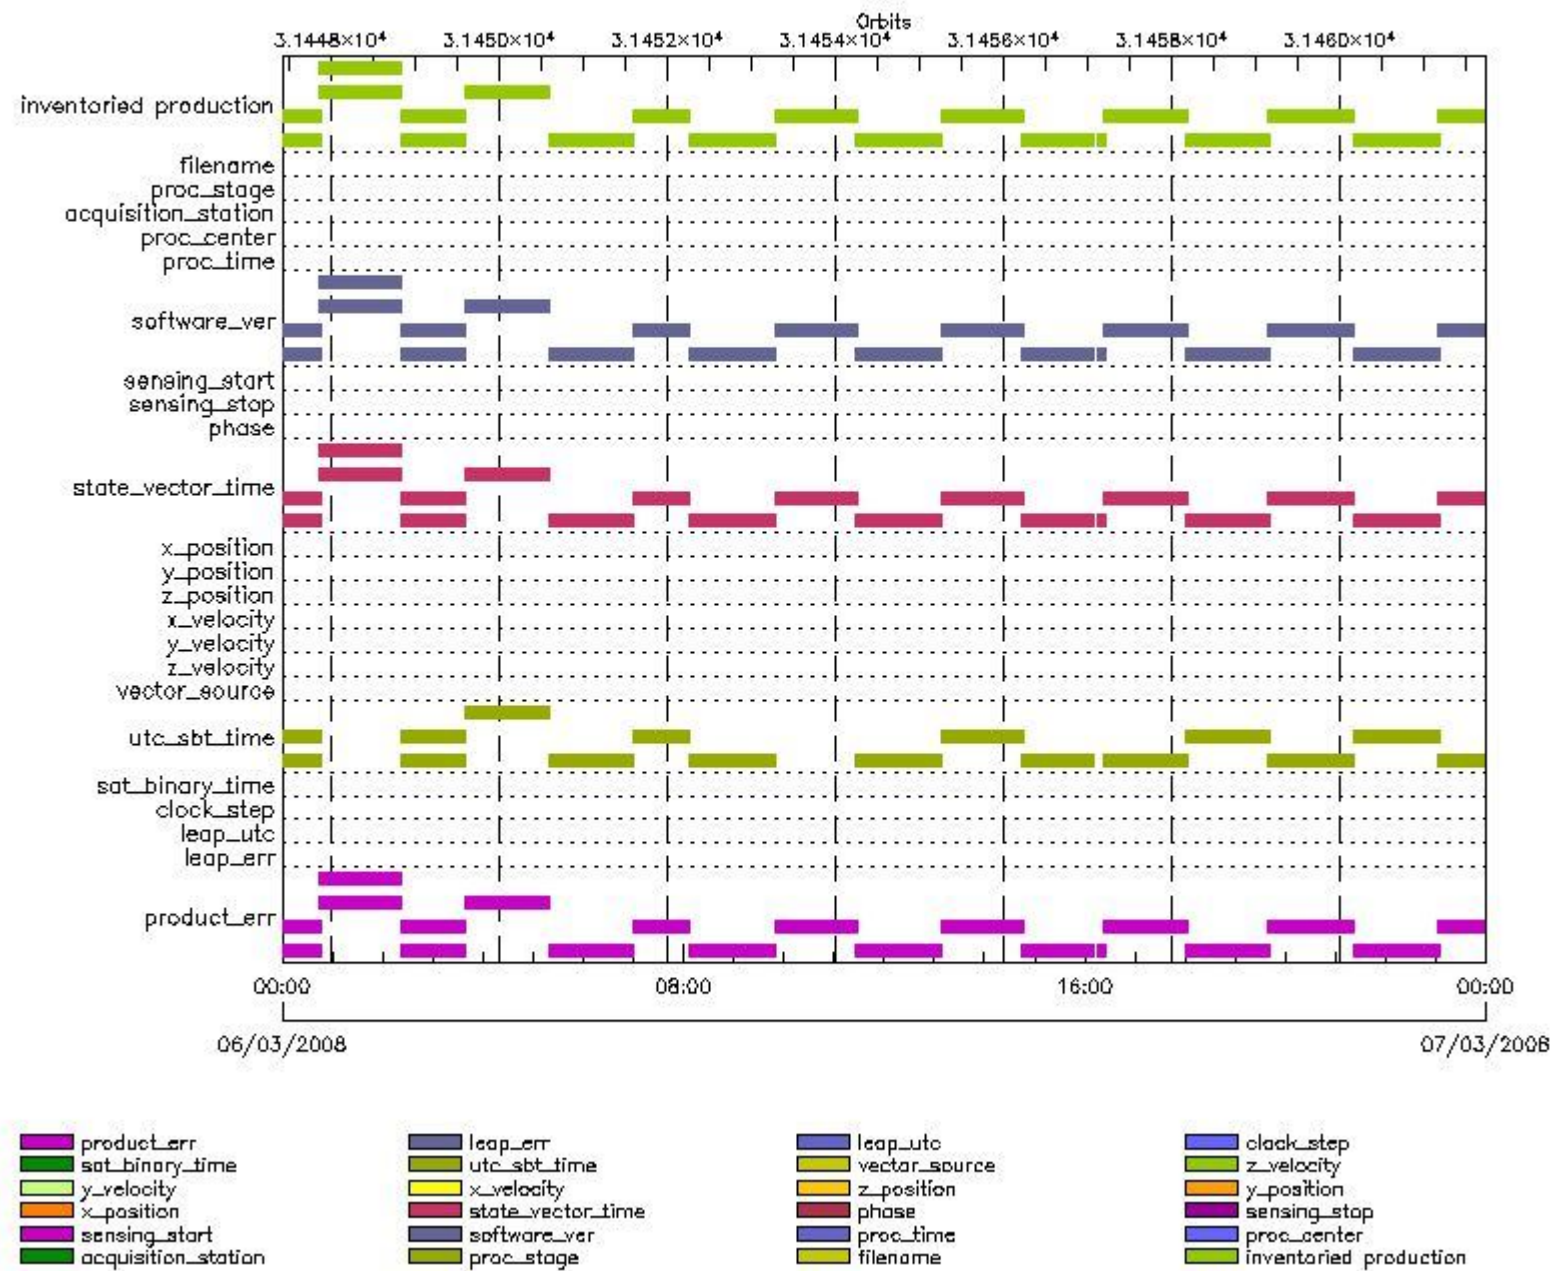 Orbits
3.1448×10⁴ 3.1450×10⁴ 3.1452×10⁴ 3.1454×10⁴ 3.1456×10⁴ 3.1458×10⁴ 3.1460×10⁴
inventoried production
filename
proc_stage
acquisition_station
proc_center
proc_time
software_ver
sensing_start
sensing_stop
phase
state_vector_time
x_position
y_position
z_position
x_velocity
y_velocity
z_velocity
vector_source
utc_sbt_time
sat_binary_time
clock_step
leap_utc
leap_err
product_err
00:00 08:00 16:00 00:00
06/03/2008 07/03/2008
product_err leap_err leap_utc clock_step
sat_binary_time utc_sbt_time vector_source z_velocity
y_velocity x_velocity z_position y_position
x_position state_vector_time phase sensing_stop
sensing_start software_ver proc_time proc_center
acquisition_station proc_stage filename inventoried production